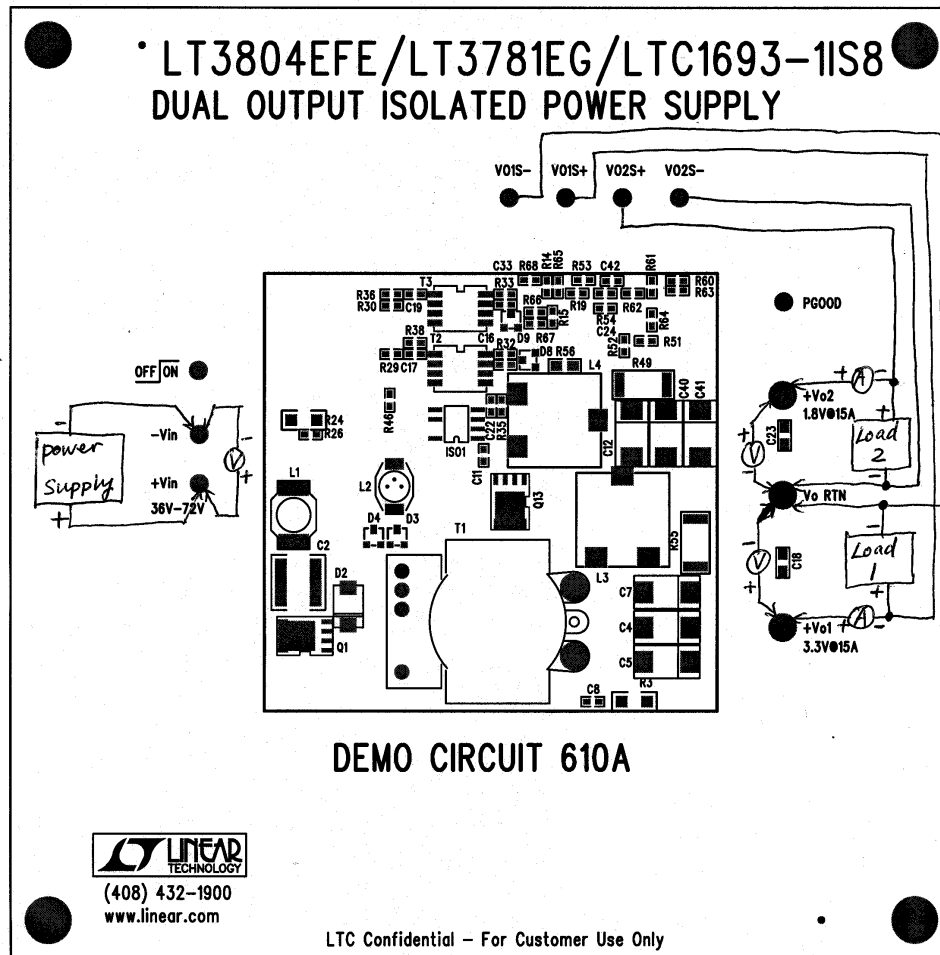 LT3804EFE/LT3781EG/LTC1693-1IS8
DUAL OUTPUT ISOLATED POWER SUPPLY
VO1S- VO1S+ VO2S+ VO2S-
C33 R68 R14 R65 R53 C42 R61
T3 R33 R60
R36 R63
R30 C19 R66 R19 R62
R15 R54 R64
C16 D9 R67 C24
R38 R52 R51
T2 R32 D8 R56 L4
R29 C17 R49
PGOOD
OFF ON
C40 C41
+ A -
+Vo2
1.8V@15A
R24
R26
R46
C22 R35
C12
C23
Load
2
- power Supply +
-Vin
+Vin
36V-72V
- V +
ISO1
C11
+ V -
+ -
Vo RTN
L1
L2
Q13
D4 D3
T1
R55
C18
- V +
-
Load
1
+
C2
D2
L3
C7
C4
C5
+Vo1 + A -
3.3V@15A
Q1
C8 R3
DEMO CIRCUIT 610A
LT LINEAR
TECHNOLOGY
(408) 432-1900
www.linear.com
LTC Confidential - For Customer Use Only